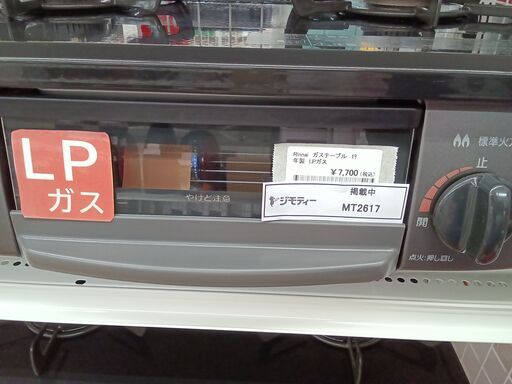 LP
ガス
Rinnai ガステーブル
年製 LPガス
¥7,700(税込)
掲載中
ジモティー
MT2617
やけど注意
標準火力
止
開
点火:押し回し